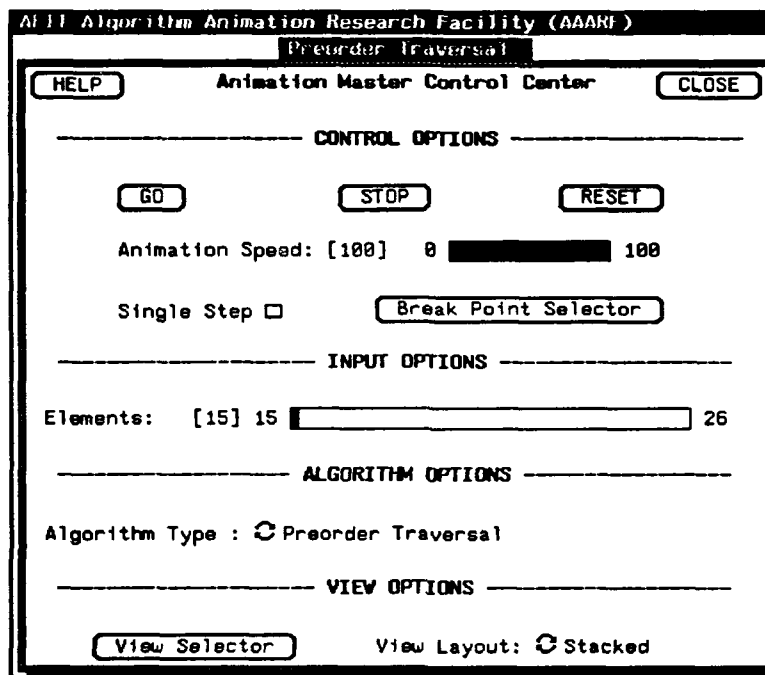 AFIT Algorithm Animation Research Facility (AAARF)
Preorder Traversal
HELP Animation Master Control Center CLOSE
CONTROL OPTIONS
GO STOP RESET
Animation Speed: [100] 0 100
Single Step Break Point Selector
INPUT OPTIONS
Elements: [15] 15 26
ALGORITHM OPTIONS
Algorithm Type : Preorder Traversal
VIEW OPTIONS
View Selector View Layout: Stacked